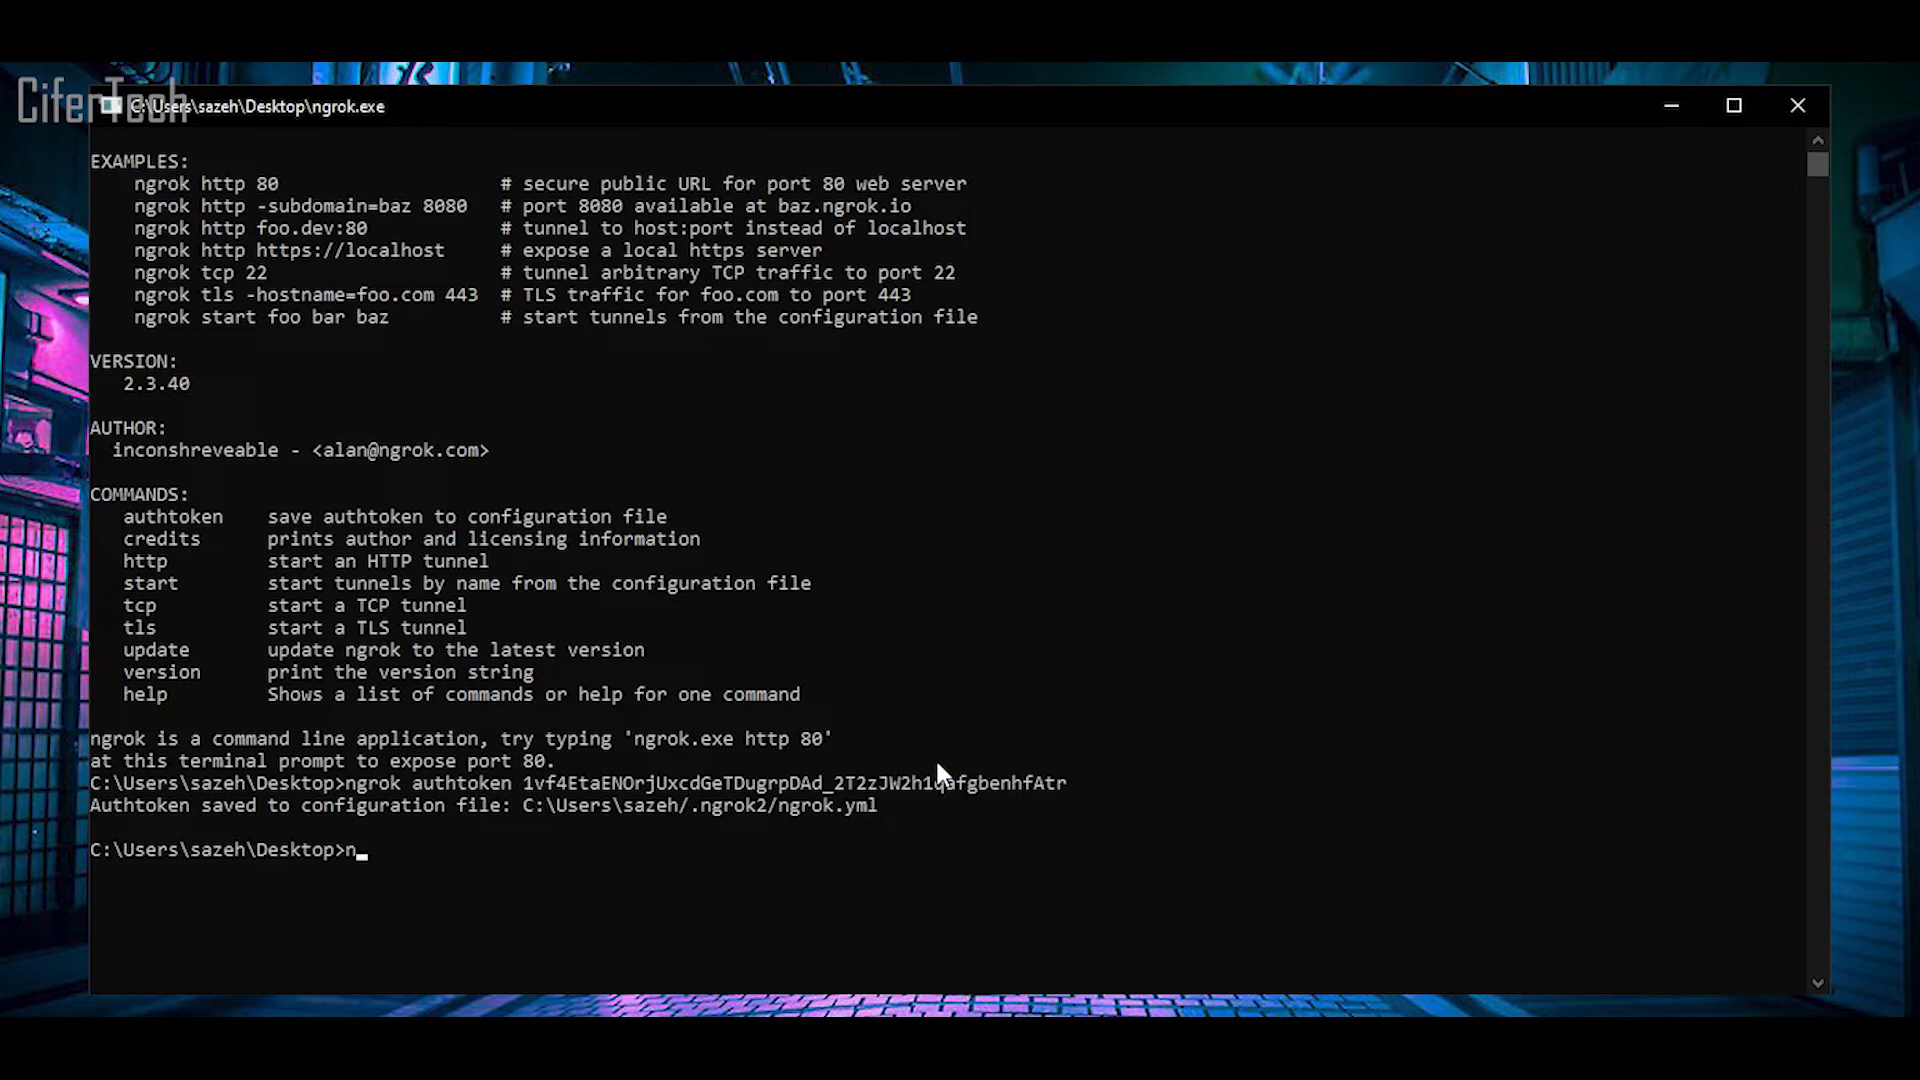 CiferTech
C:\Users\sazeh\Desktop\ngrok.exe
EXAMPLES:
ngrok http 80 # secure public URL for port 80 web server
ngrok http -subdomain=baz 8080 # port 8080 available at baz.ngrok.io
ngrok http foo.dev:80 # tunnel to host:port instead of localhost
ngrok http https://localhost # expose a local https server
ngrok tcp 22 # tunnel arbitrary TCP traffic to port 22
ngrok tls -hostname=foo.com 443 # TLS traffic for foo.com to port 443
ngrok start foo bar baz # start tunnels from the configuration file
VERSION:
2.3.40
AUTHOR:
inconshreveable - <alan@ngrok.com>
COMMANDS:
authtoken save authtoken to configuration file
credits prints author and licensing information
http start an HTTP tunnel
start start tunnels by name from the configuration file
tcp start a TCP tunnel
tls start a TLS tunnel
update update ngrok to the latest version
version print the version string
help Shows a list of commands or help for one command
ngrok is a command line application, try typing 'ngrok.exe http 80'
at this terminal prompt to expose port 80.
C:\Users\sazeh\Desktop>ngrok authtoken
Authtoken saved to configuration file: C:\Users\sazeh/.ngrok2/ngrok.yml
C:\Users\sazeh\Desktop>n_